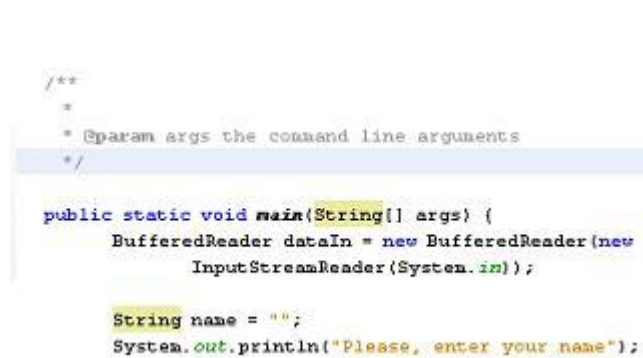 /**
*
* @param args the command line arguments
*/
public static void main(String[] args) {
BufferedReader dataIn = new BufferedReader(new
InputStreamReader(System.in));
String name = "";
System.out.println("Please, enter your name");